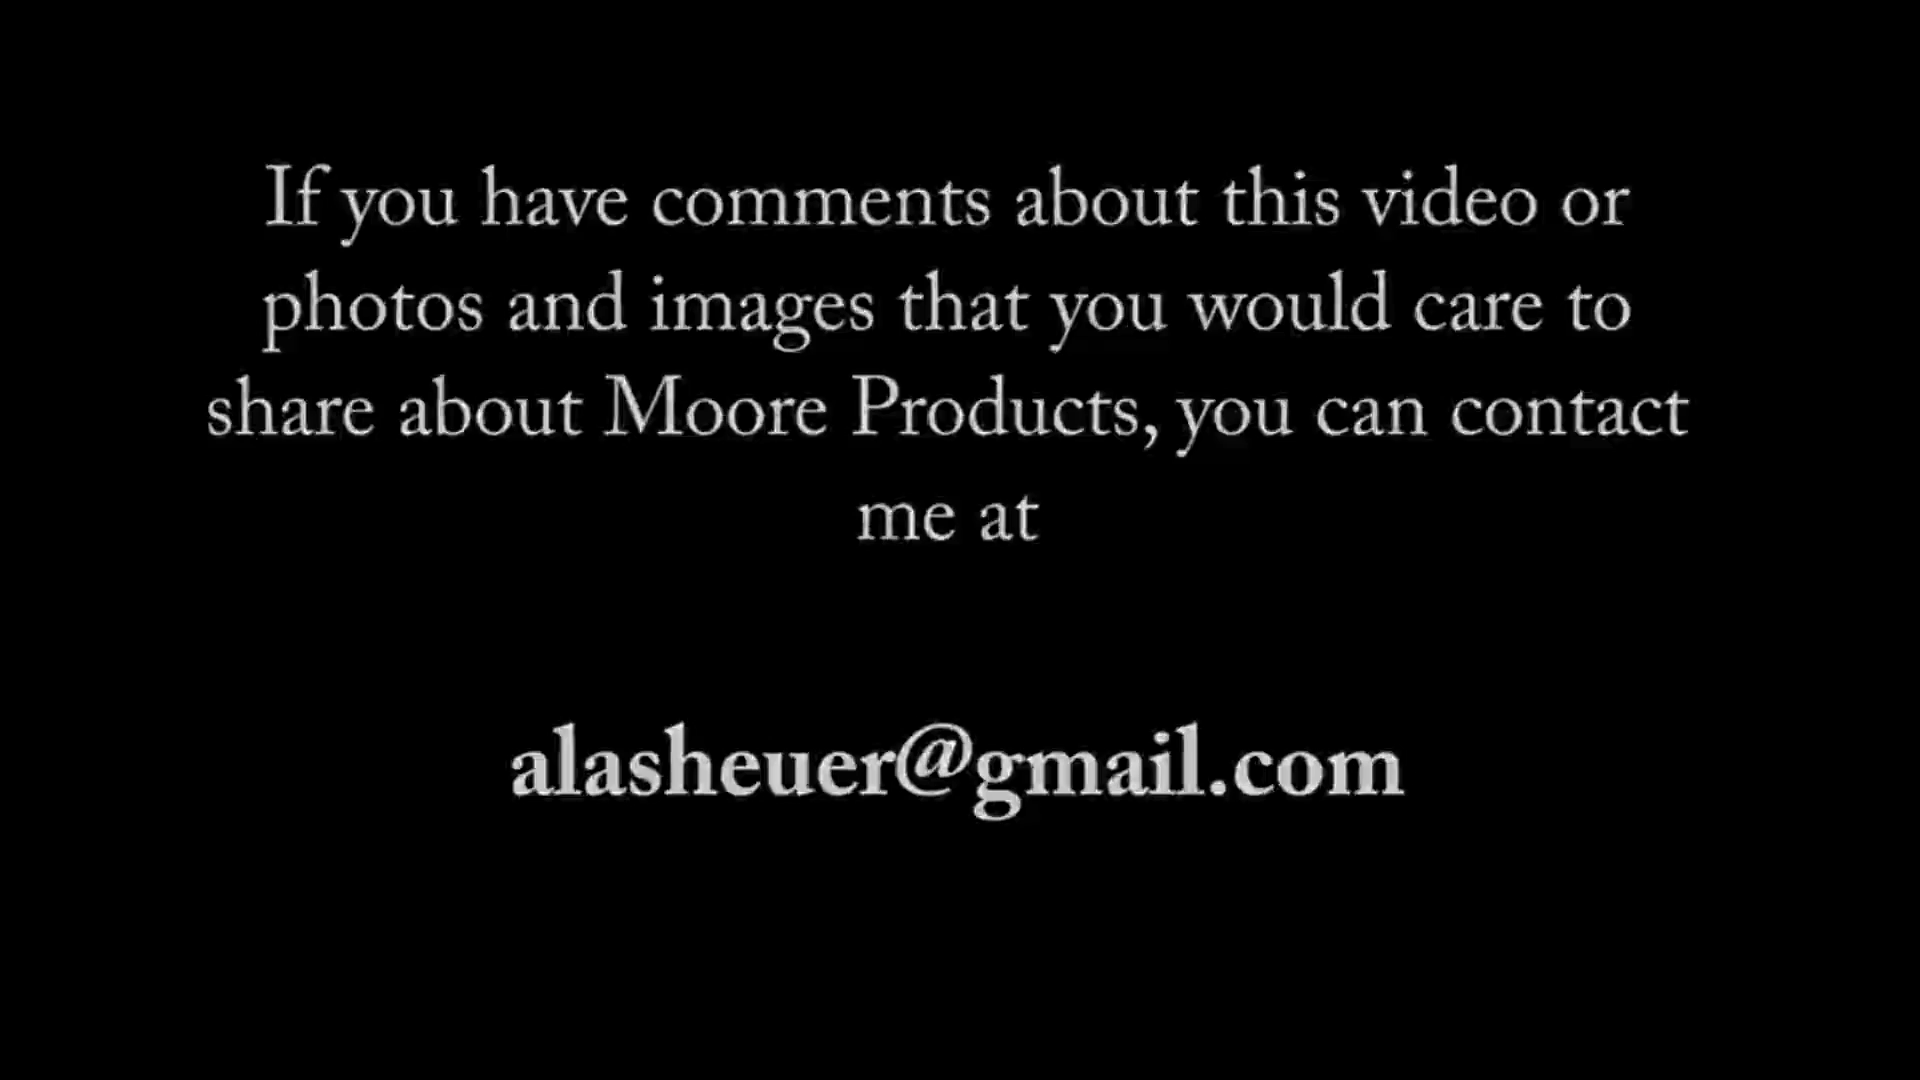 If you have comments about this video or
photos and images that you would care to
share about Moore Products, you can contact
me at
alasheuer@gmail.com